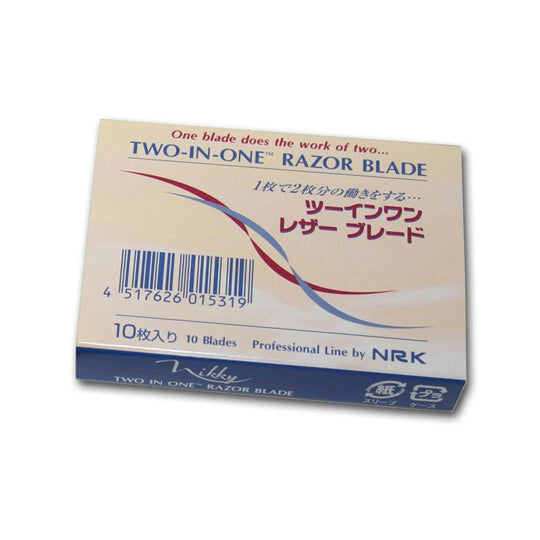 One blade does the work of two...
TWO-IN-ONE™ RAZOR BLADE
1枚で2枚分の働きをする…
ツーインワン
レザー ブレード
4 517626 015319
10枚入り 10 Blades Professional Line by NRK
Nikky
TWO IN ONE™ RAZOR BLADE
紙
スリーブ
プラ
ケース